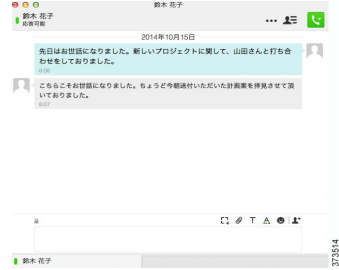 鈴木 花子
鈴木 花子
応答可能
2014年10月15日
先日はお世話になりました。新しいプロジェクトに関して、山田さんと打ち合
わせをしておりました。
8:06
こちらこそお世話になりました。ちょうど今朝送付いただいた計画案を拝見させて頂
いておりました。
8:07
鈴木 花子
373514